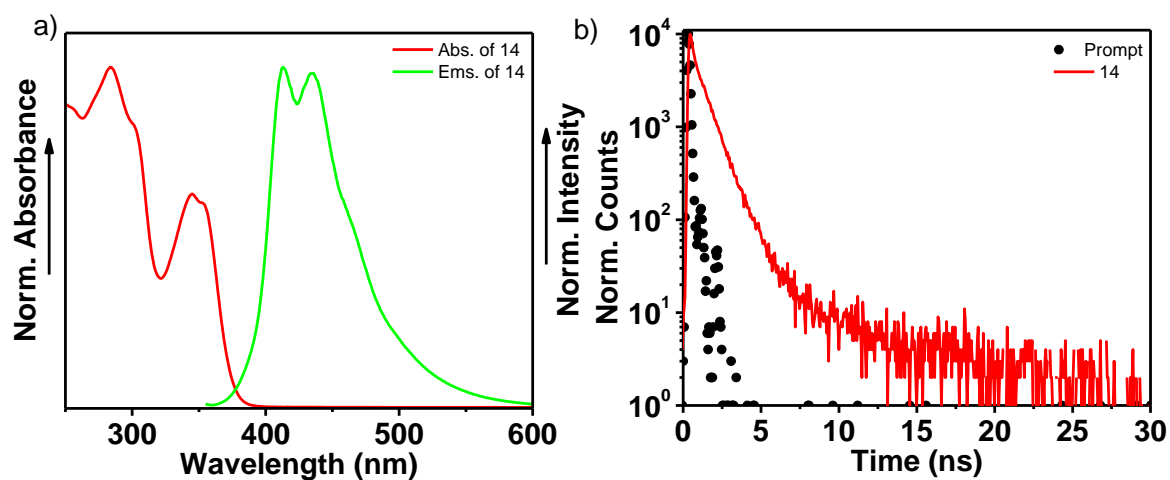 a)
Norm. Absorbance
Abs. of 14
Ems. of 14
Norm. Intensity
300
400
500
600
Wavelength (nm)
b)
Norm. Counts
10^4
10^3
10^2
10^1
10^0
Prompt
14
0
5
10
15
20
25
30
Time (ns)